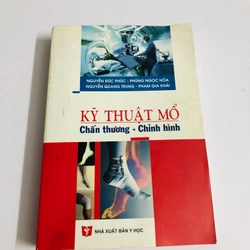 NGUYỄN ĐỨC PHÚC - PHÙNG NGỌC HÒA
NGUYỄN QUANG TRUNG - PHẠM GIA KHẢI
KỸ THUẬT MỔ
Chấn thương - Chỉnh hình
NHÀ XUẤT BẢN Y HỌC